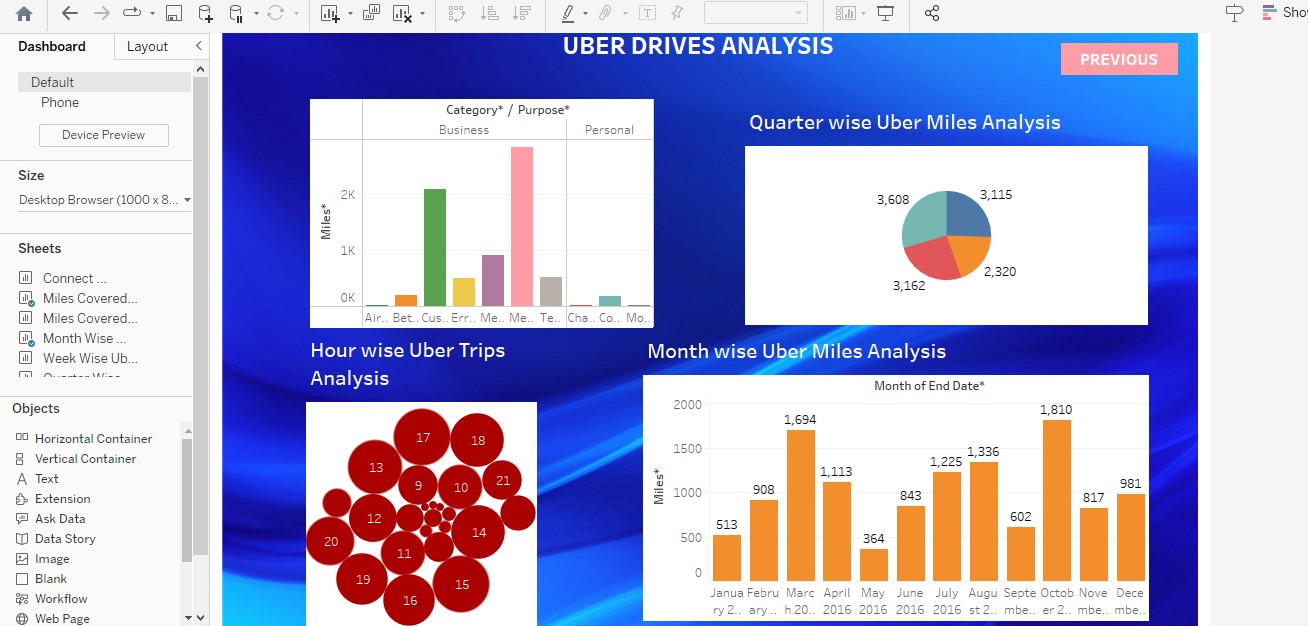 Show
Dashboard
Layout
Default
Phone
Device Preview
Size
Desktop Browser (1000 x 8...
Sheets
Connect ...
Miles Covered...
Miles Covered...
Month Wise ...
Week Wise Ub...
Objects
Horizontal Container
Vertical Container
Text
Extension
Ask Data
Data Story
Image
Blank
Workflow
Web Page
UBER DRIVES ANALYSIS
PREVIOUS
Category* / Purpose*
Business
Personal
Miles*
2K
1K
0K
Air.. Bet.. Cus.. Err.. Me.. Me.. Te.. Cha.. Co.. Mo..
Quarter wise Uber Miles Analysis
3,608
3,115
2,320
3,162
Hour wise Uber Trips
Analysis
17
18
13
9
10
21
12
14
20
11
19
15
16
Month wise Uber Miles Analysis
Month of End Date*
Miles*
2000
1500
1000
500
0
513
908
1,694
1,113
364
843
1,225
1,336
602
1,810
817
981
Janua Febru Marc April May June July Augu Septe Octob Nove Dece
ry 2.. ary .. h 20.. 2016 2016 2016 2016 st 2.. mbe.. er 2.. mbe.. mbe..